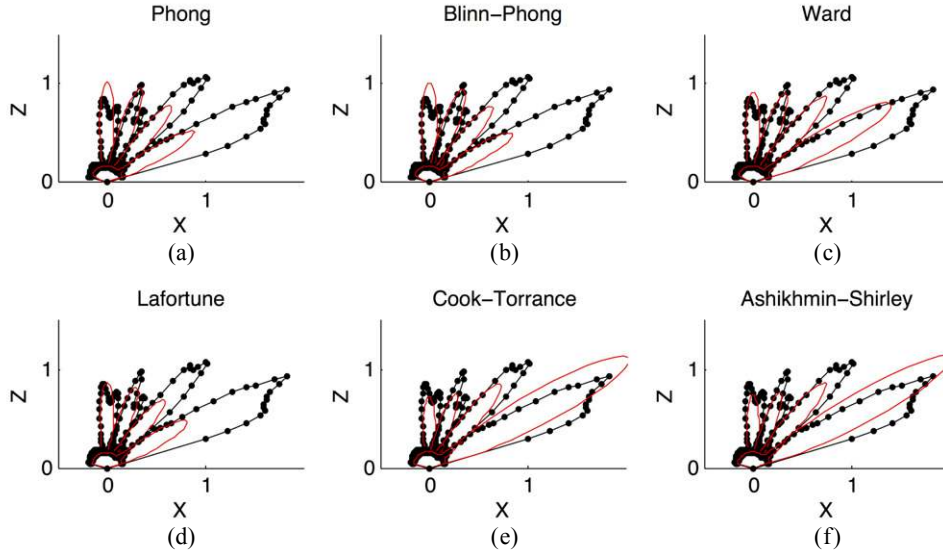 Phong Blinn−Phong Ward
1 1 1
Z Z Z
0 0 0
0 1 0 1 0 1
X X X
(a) (b) (c)
Lafortune Cook−Torrance Ashikhmin−Shirley
1 1 1
Z Z Z
0 0 0
0 1 0 1 0 1
X X X
(d) (e) (f)